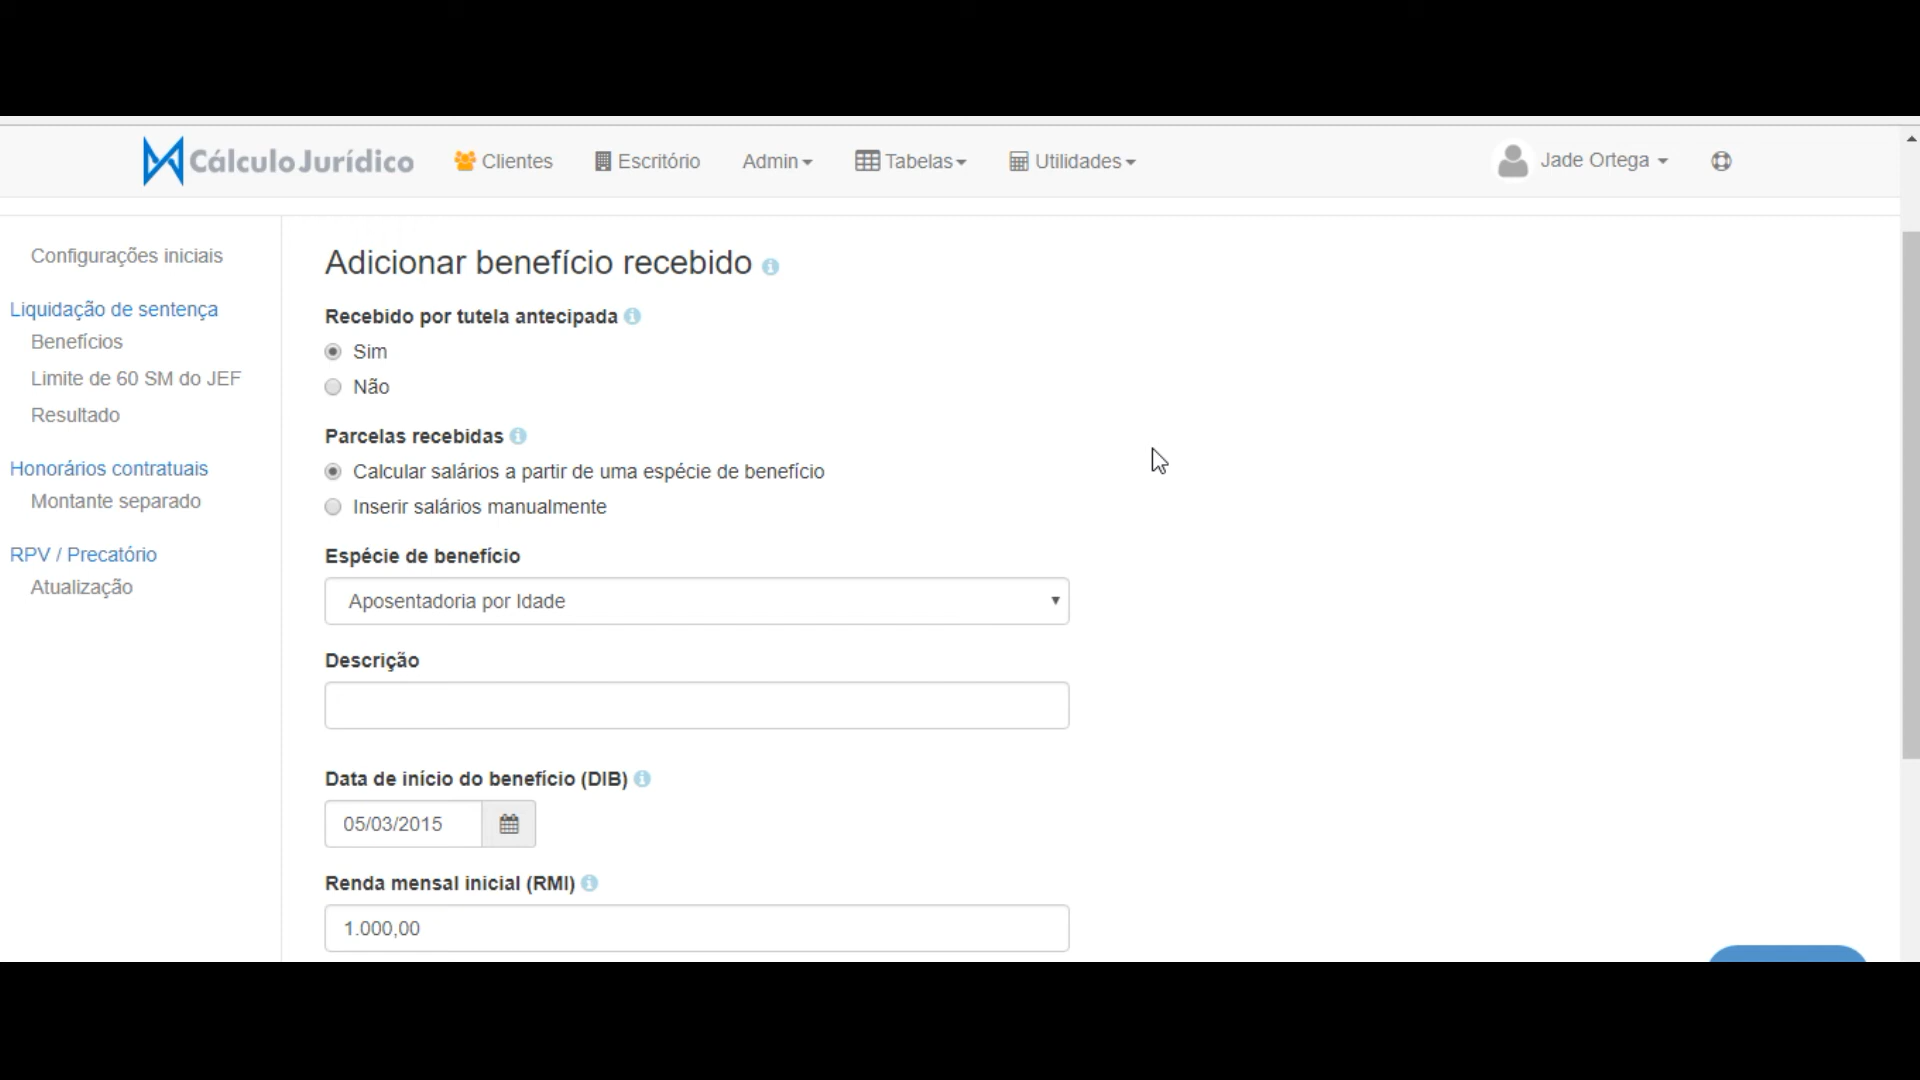 CálculoJurídico
Clientes
Escritório
Admin
Tabelas
Utilidades
Jade Ortega
Configurações iniciais
Liquidação de sentença
Benefícios
Limite de 60 SM do JEF
Resultado
Honorários contratuais
Montante separado
RPV / Precatório
Atualização
Adicionar benefício recebido
Recebido por tutela antecipada
Sim
Não
Parcelas recebidas
Calcular salários a partir de uma espécie de benefício
Inserir salários manualmente
Espécie de benefício
Aposentadoria por Idade
Descrição
Data de início do benefício (DIB)
05/03/2015
Renda mensal inicial (RMI)
1.000,00